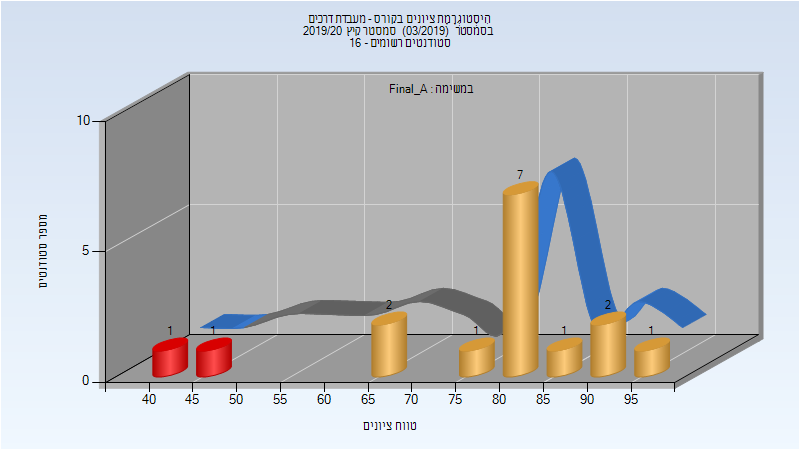 היסטוגרמת ציונים בקורס - מעבדת דרכים
בסמסטר (03/2019) סמסטר קיץ 2019/20
סטודנטים רשומים - 16
במשימה : Final_A
10
5
0
מספר סטודנטים
1
1
2
1
7
1
2
1
40 45 50 55 60 65 70 75 80 85 90 95
טווח ציונים